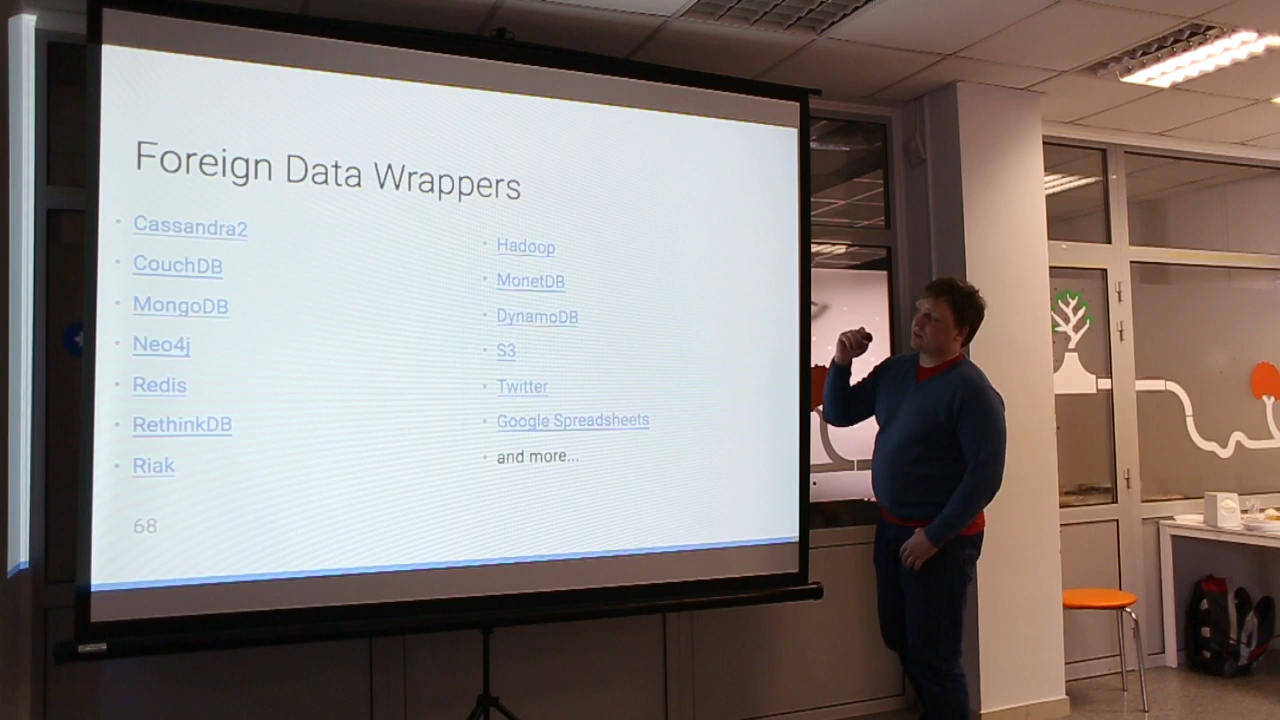 Foreign Data Wrappers
Cassandra2
CouchDB
MongoDB
Neo4j
Redis
RethinkDB
Riak
Hadoop
MonetDB
DynamoDB
S3
Twitter
Google Spreadsheets
and more...
68